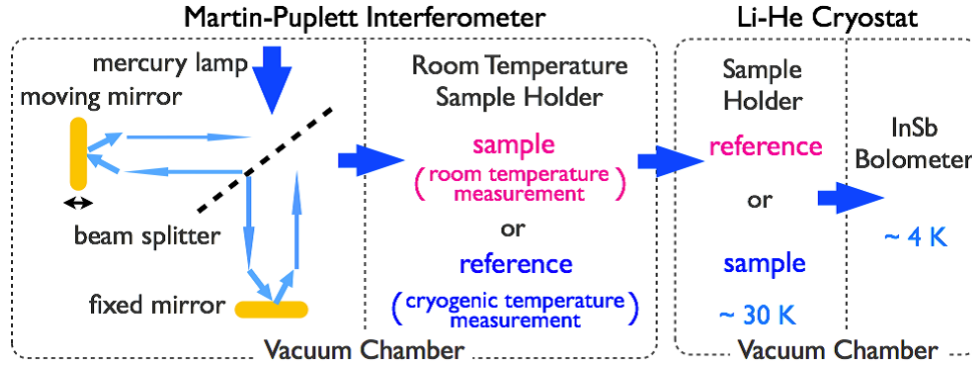 Martin-Puplett Interferometer
Li-He Cryostat
mercury lamp
moving mirror
beam splitter
fixed mirror
Room Temperature
Sample Holder
sample
(room temperature
measurement)
or
reference
(cryogenic temperature
measurement)
Vacuum Chamber
Sample
Holder
reference
or
sample
~ 30 K
InSb
Bolometer
~ 4 K
Vacuum Chamber